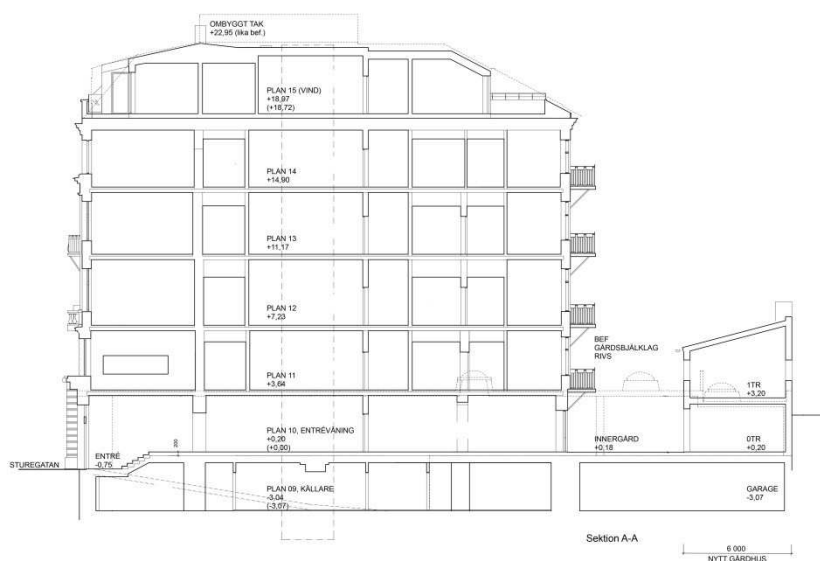 OMBYGGT TAK
+22,95 (lika bef.)
PLAN 15 (VIND)
+18,97
(+18,72)
PLAN 14
+14,90
PLAN 13
+11,17
PLAN 12
+7,23
BEF
GÅRDSBJÄLKLAG
RIVS
PLAN 11
+3,64
1TR
+3,20
PLAN 10, ENTRÉVÅNING
+0,20
(+0,00)
200
INNERGÅRD
+0,18
0TR
+0,20
ENTRÉ
-0,75
STUREGATAN
PLAN 09, KÄLLARE
-3,04
(-3,07)
GARAGE
-3,07
Sektion A-A
6 000
NYTT GÅRDHUS